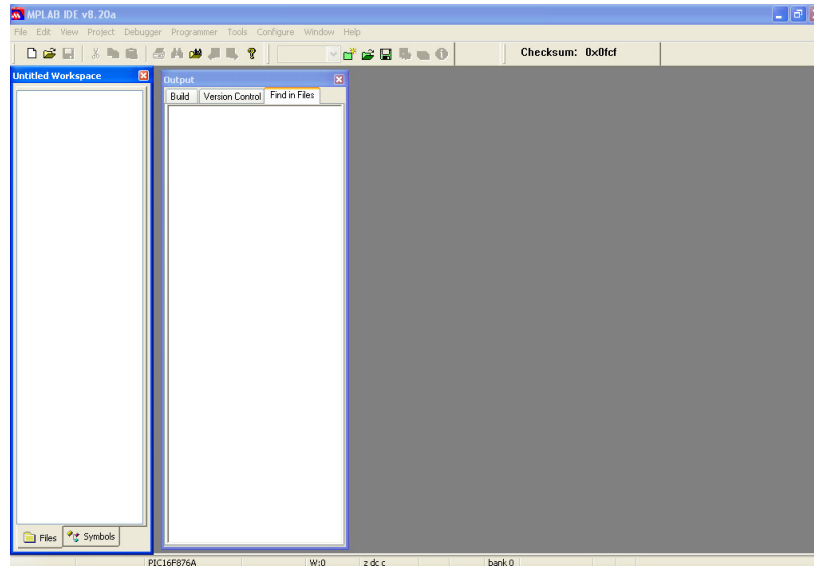 MPLAB IDE v8.20a
File Edit View Project Debugger Programmer Tools Configure Window Help
Checksum: 0x0fcf
Untitled Workspace
Output
Build Version Control Find in Files
Files Symbols
PIC16F876A W:0 z dc c bank 0